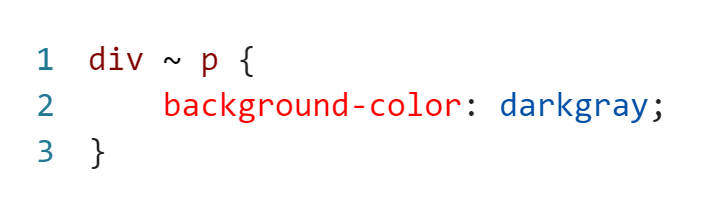 1 div ~ p {
2     background-color: darkgray;
3 }